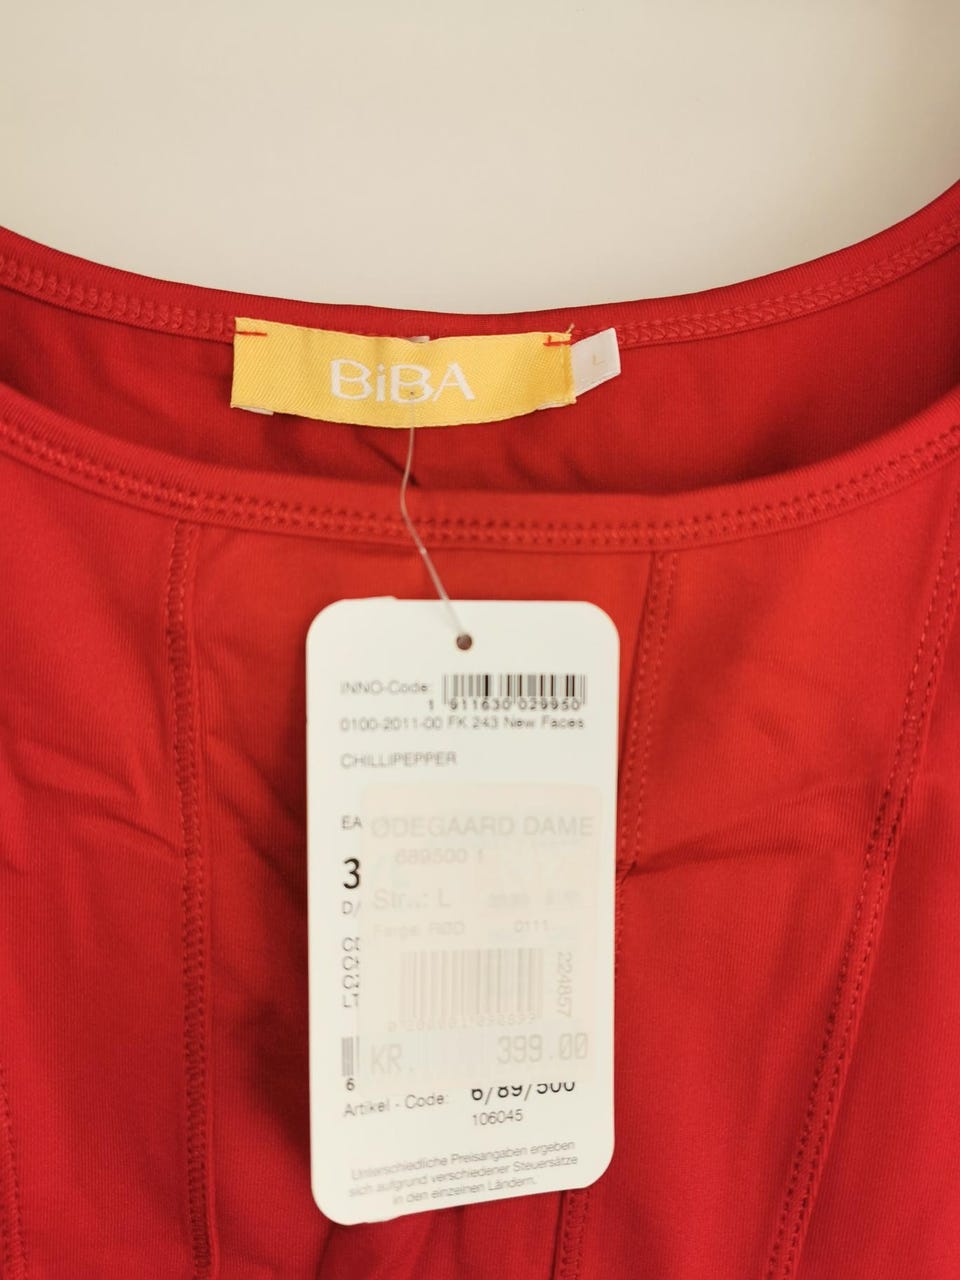 BiBA
L
INNO-Code:
1 911630 029950
0100-2011-00 FK 243 New Faces
CHILLIPEPPER
EA
ØDEGAARD DAME
689500 1
3
Str..: L
D/
Farge: RØD 0111-
224857
KR. 399.00
6
Artikel - Code: 6/89/500
106045
Unterschiedliche Preisangaben ergeben
sich aufgrund verschiedener Steuersätze
in den einzelnen Ländern.